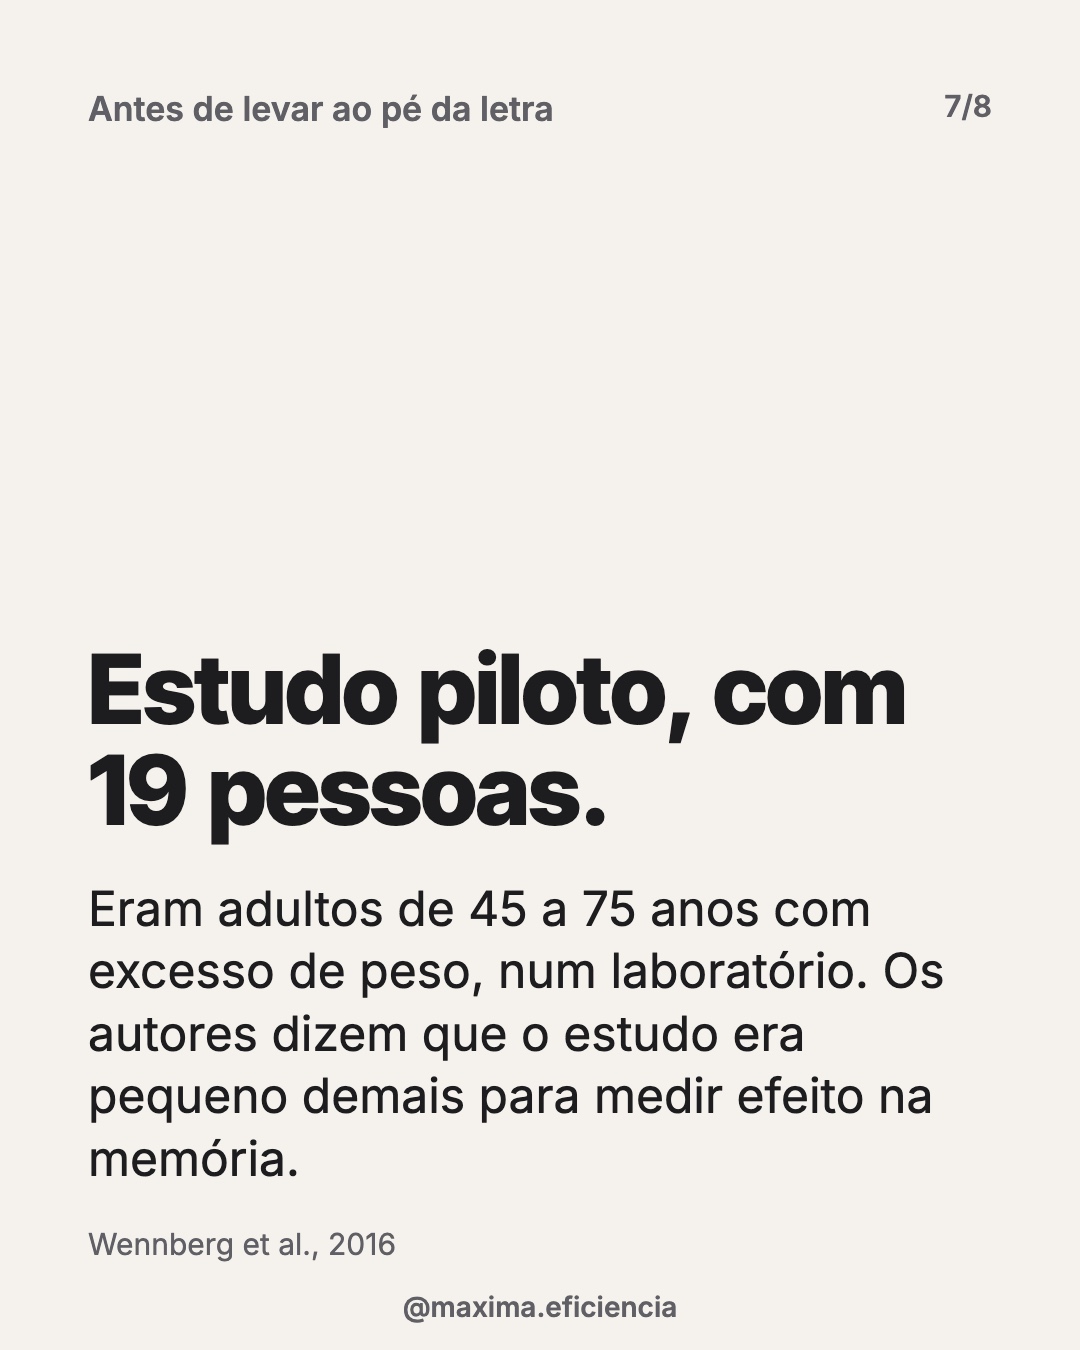 Antes de levar ao pé da letra
7/8
Estudo piloto, com
19 pessoas.
Eram adultos de 45 a 75 anos com
excesso de peso, num laboratório. Os
autores dizem que o estudo era
pequeno demais para medir efeito na
memória.
Wennberg et al., 2016
@maxima.eficiencia